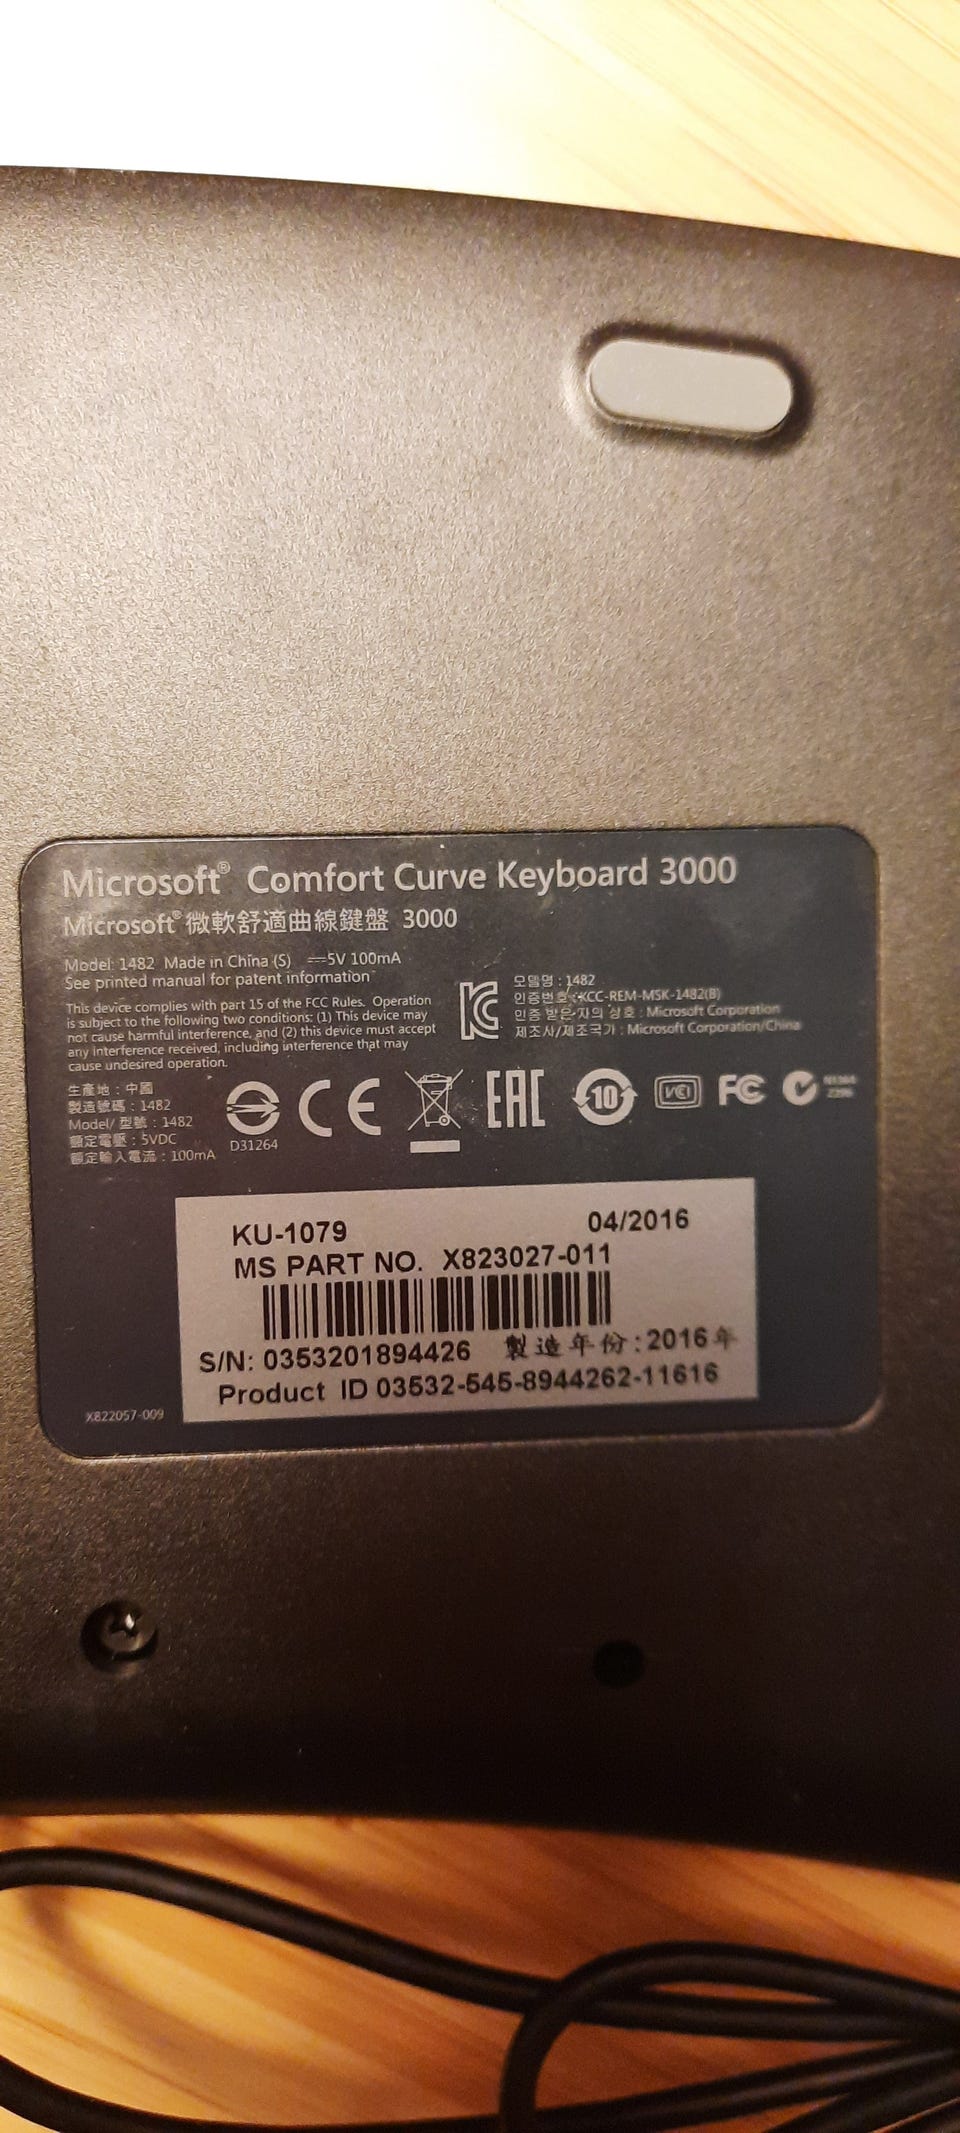 Microsoft® Comfort Curve Keyboard 3000
Microsoft® 微軟舒適曲線鍵盤 3000
Model: 1482 Made in China (S) ⎓5V 100mA
See printed manual for patent information
This device complies with part 15 of the FCC Rules. Operation
is subject to the following two conditions: (1) This device may
not cause harmful interference, and (2) this device must accept
any interference received, including interference that may
cause undesired operation.
모델명 : 1482
인증번호 : KCC-REM-MSK-1482(B)
인증 받은 자의 상호 : Microsoft Corporation
제조사/제조국가 : Microsoft Corporation/China
生產地 : 中國
製造號碼 : 1482
Model/ 型號 : 1482
額定電壓 : 5VDC
額定輸入電流 : 100mA
D31264
CE
EAC
10
VCI
FC
KU-1079 04/2016
MS PART NO. X823027-011
S/N: 0353201894426 製造年份:2016年
Product ID 03532-545-8944262-11616
X822057-009